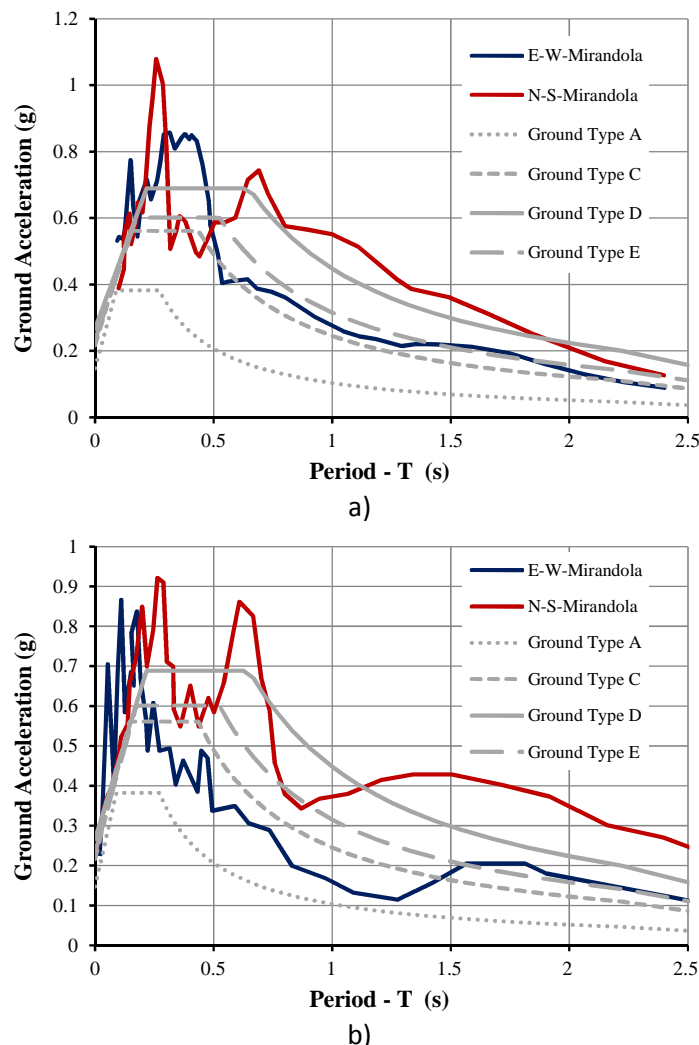 1.2
1
0.8
0.6
0.4
0.2
0
Ground Acceleration (g)
E-W-Mirandola
N-S-Mirandola
Ground Type A
Ground Type C
Ground Type D
Ground Type E
0 0.5 1 1.5 2 2.5
Period - T (s)
a)
1
0.9
0.8
0.7
0.6
0.5
0.4
0.3
0.2
0.1
0
Ground Acceleration (g)
E-W-Mirandola
N-S-Mirandola
Ground Type A
Ground Type C
Ground Type D
Ground Type E
0 0.5 1 1.5 2 2.5
Period - T (s)
b)